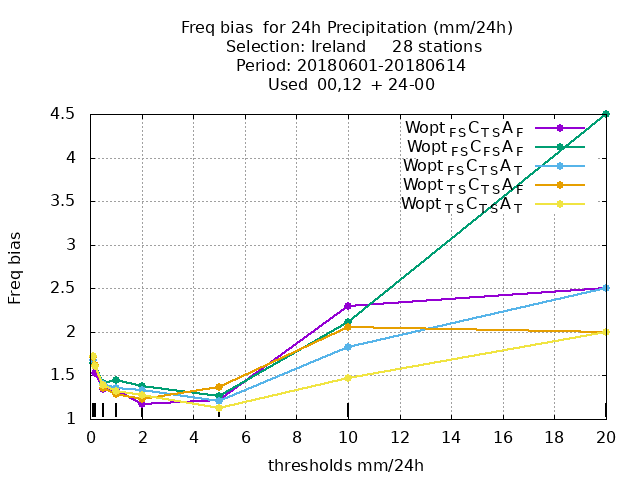 Freq bias  for 24h Precipitation (mm/24h)
Selection: Ireland     28 stations
Period: 20180601-20180614
Used  00,12  + 24-00
Wopt FS C TS A F
Wopt FS C FS A F
Wopt FS C TS A T
Wopt TS C TS A F
Wopt TS C TS A T
4.5
4
3.5
3
2.5
2
1.5
1
Freq bias
0 2 4 6 8 10 12 14 16 18 20
thresholds mm/24h